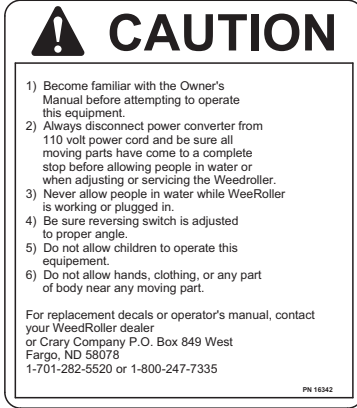 CAUTION
1) Become familiar with the Owner's
Manual before attempting to operate
this equipment.
2) Always disconnect power converter from
110 volt power cord and be sure all
moving parts have come to a complete
stop before allowing people in water or
when adjusting or servicing the Weedroller.
3) Never allow people in water while WeeRoller
is working or plugged in.
4) Be sure reversing switch is adjusted
to proper angle.
5) Do not allow children to operate this
equipement.
6) Do not allow hands, clothing, or any part
of body near any moving part.
For replacement decals or operator's manual, contact
your WeedRoller dealer
or Crary Company P.O. Box 849 West
Fargo, ND 58078
1-701-282-5520 or 1-800-247-7335
PN 16342